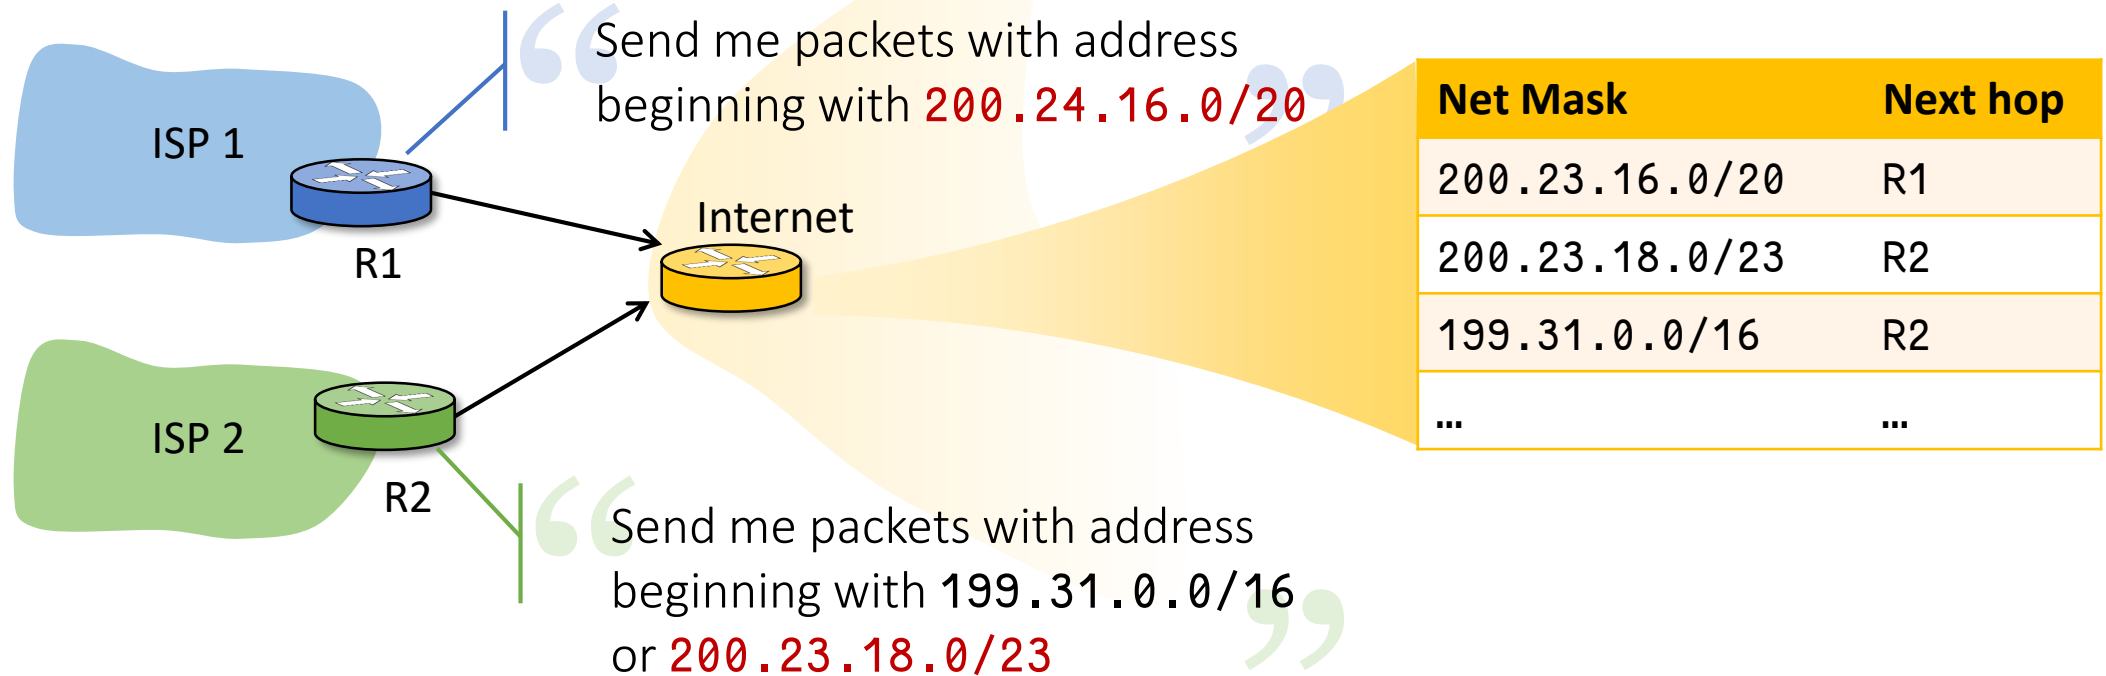 “Send me packets with address
beginning with 200.24.16.0/20”
ISP 1
R1
Internet
ISP 2
R2
“Send me packets with address
beginning with 199.31.0.0/16
or 200.23.18.0/23”
Net Mask Next hop
200.23.16.0/20 R1
200.23.18.0/23 R2
199.31.0.0/16 R2
… …